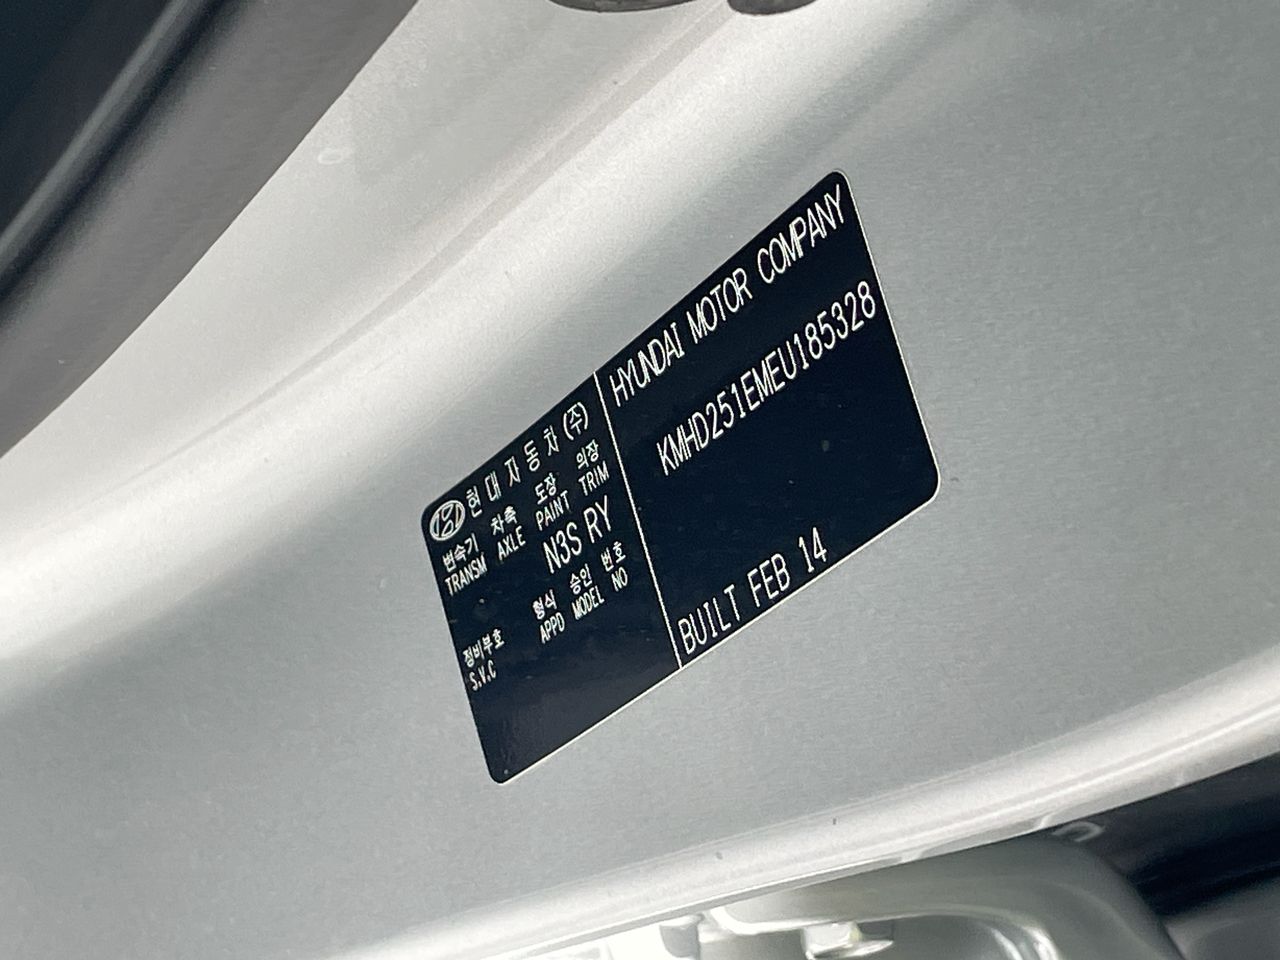 현대자동차(주)
변속기 차축 도장 의장
TRANSM AXLE PAINT TRIM
N3S RY
형식 승인 번호
APPD MODEL NO
정비부호
S.V.C
HYUNDAI MOTOR COMPANY
KMHD251EMEU185328
BUILT FEB 14